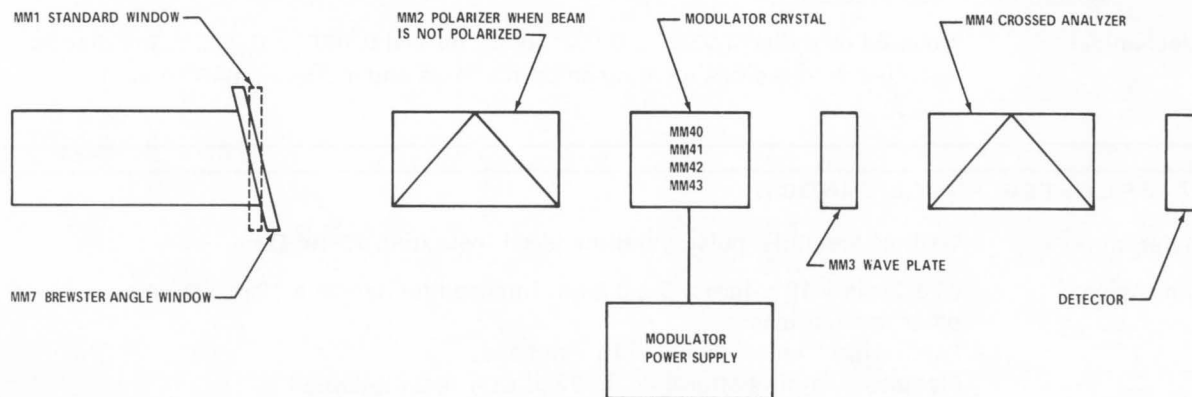 MM1 STANDARD WINDOW
MM2 POLARIZER WHEN BEAM
IS NOT POLARIZED
MODULATOR CRYSTAL
MM4 CROSSED ANALYZER
MM40
MM41
MM42
MM43
MM7 BREWSTER ANGLE WINDOW
MM3 WAVE PLATE
DETECTOR
MODULATOR
POWER SUPPLY